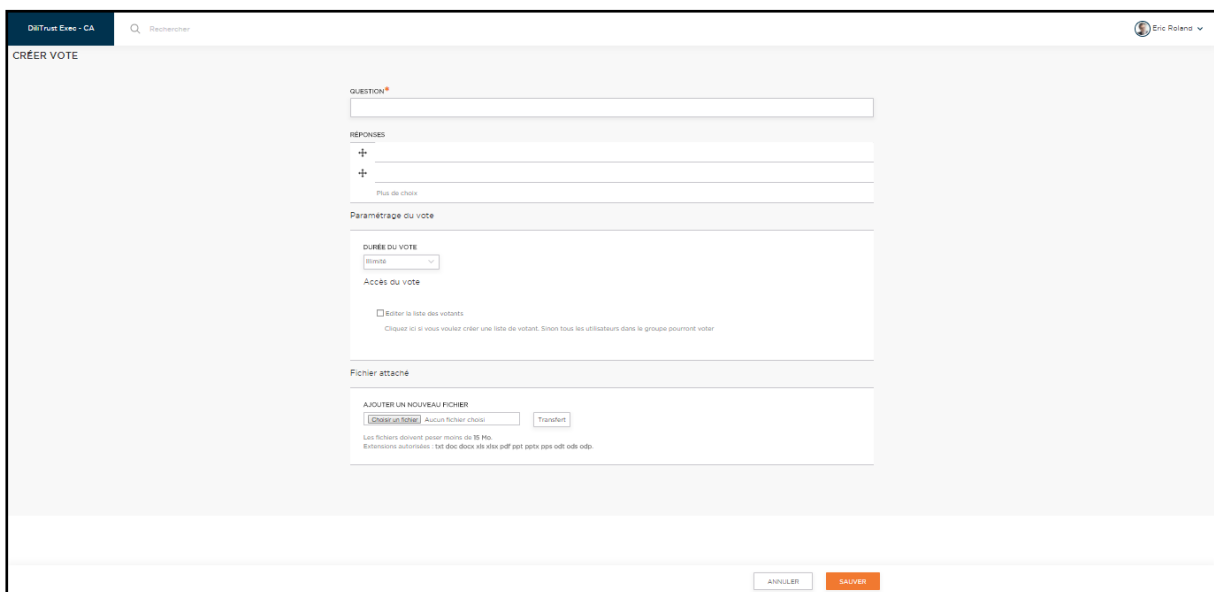 DiliTrust Exec - CA
Rechercher
Eric Roland
CRÉER VOTE
QUESTION*
RÉPONSES
Plus de choix
Paramétrage du vote
DURÉE DU VOTE
Illimité
Accès du vote
Editer la liste des votants
Cliquez ici si vous voulez créer une liste de votant. Sinon tous les utilisateurs dans le groupe pourront voter
Fichier attaché
AJOUTER UN NOUVEAU FICHIER
Choisir un fichier Aucun fichier choisi Transfert
Les fichiers doivent peser moins de 15 Mo.
Extensions autorisées : txt doc docx xls xlsx pdf ppt pptx pps odt ods odp.
ANNULER SAUVER